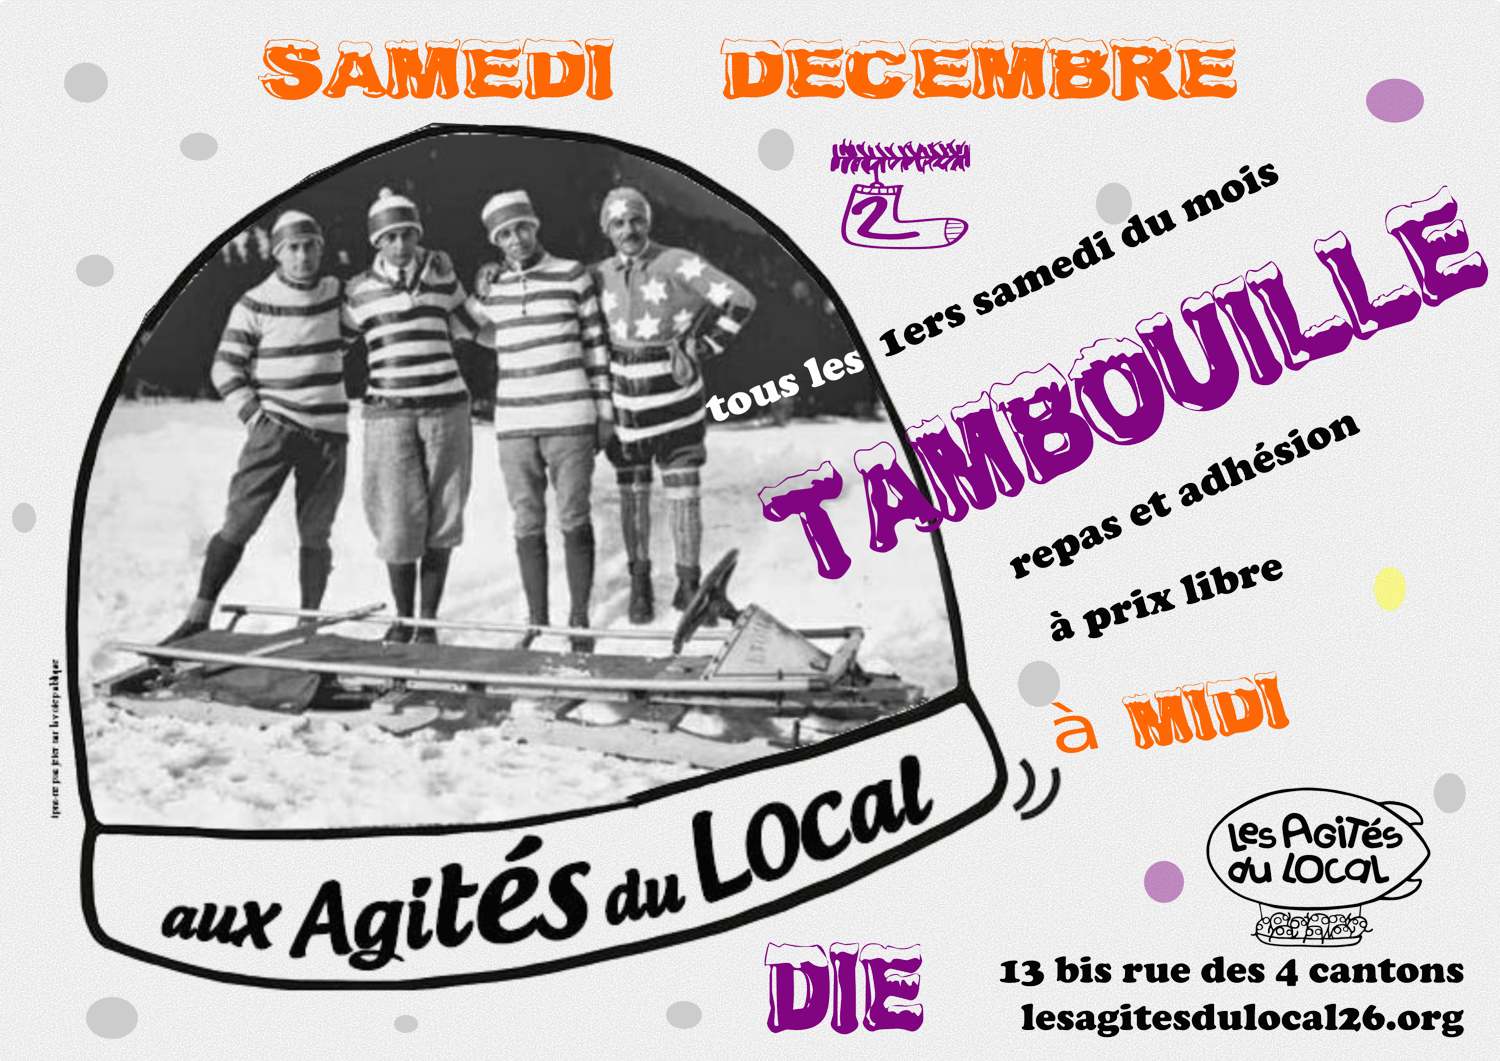 SAMEDI DECEMBRE
2
tous les 1ers samedi du mois
TAMBOUILLE
repas et adhésion
à prix libre
à MIDI
aux Agités du Local
Les Agités
du Local
DIE
13 bis rue des 4 cantons
lesagitesdulocal26.org